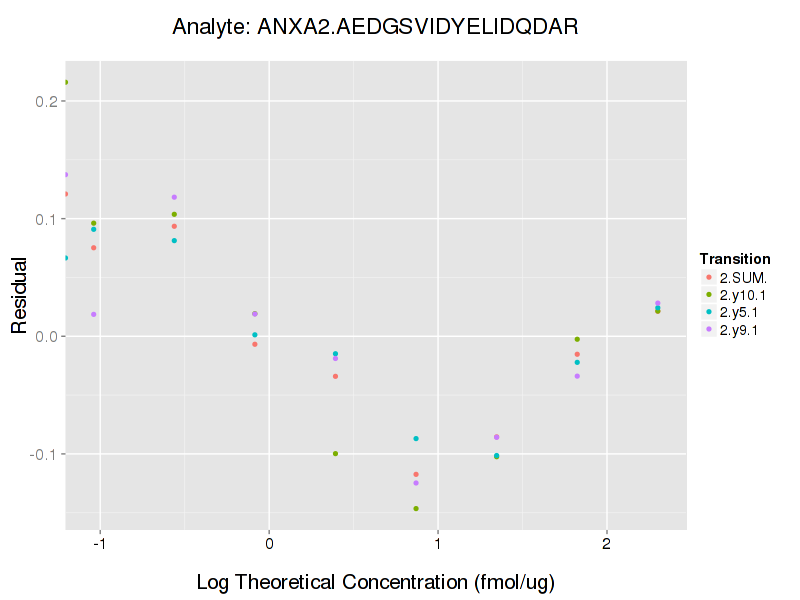 Analyte: ANXA2.AEDGSVIDYELIDQDAR
0.2
0.1
0.0
-0.1
Residual
-1 0 1 2
Log Theoretical Concentration (fmol/ug)
Transition
2.SUM.
2.y10.1
2.y5.1
2.y9.1